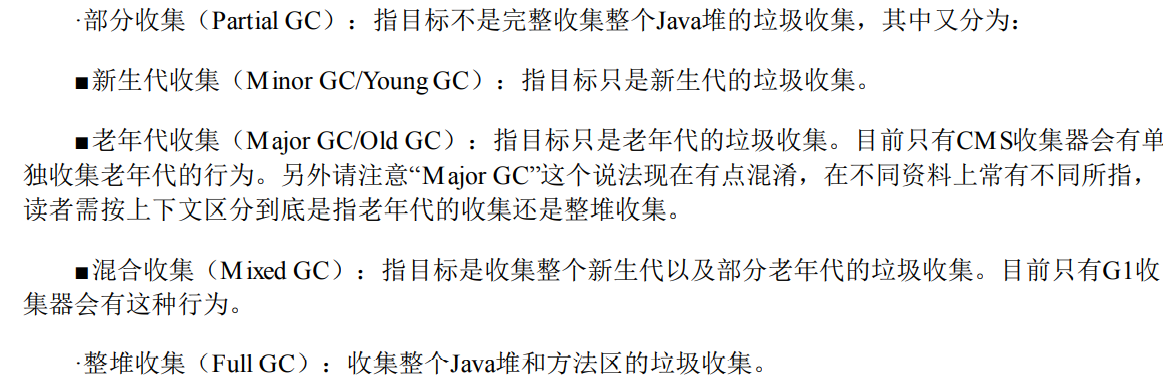 ·部分收集（Partial GC）：指目标不是完整收集整个Java堆的垃圾收集，其中又分为：
■新生代收集（Minor GC/Young GC）：指目标只是新生代的垃圾收集。
■老年代收集（Major GC/Old GC）：指目标只是老年代的垃圾收集。目前只有CMS收集器会有单
独收集老年代的行为。另外请注意“Major GC”这个说法现在有点混淆，在不同资料上常有不同所指，
读者需按上下文区分到底是指老年代的收集还是整堆收集。
■混合收集（Mixed GC）：指目标是收集整个新生代以及部分老年代的垃圾收集。目前只有G1收
集器会有这种行为。
·整堆收集（Full GC）：收集整个Java堆和方法区的垃圾收集。